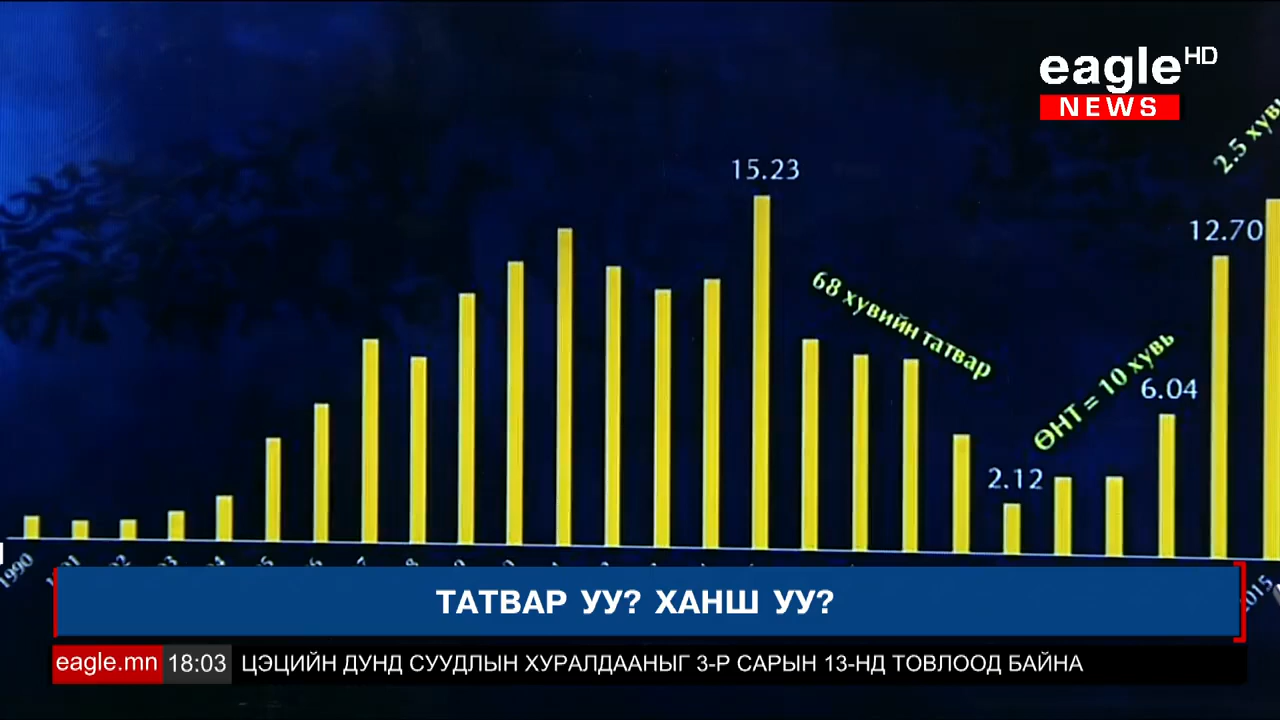 eagle HD
NEWS
2.5
15.23
12.70
68 хувийн татвар
ӨНТ = 10 хувь
6.04
2.12
1990
ТАТВАР УУ? ХАНШ УУ?
eagle.mn 18:03 ЦЭЦИЙН ДУНД СУУДЛЫН ХУРАЛДААНЫГ 3-Р САРЫН 13-НД ТОВЛООД БАЙНА